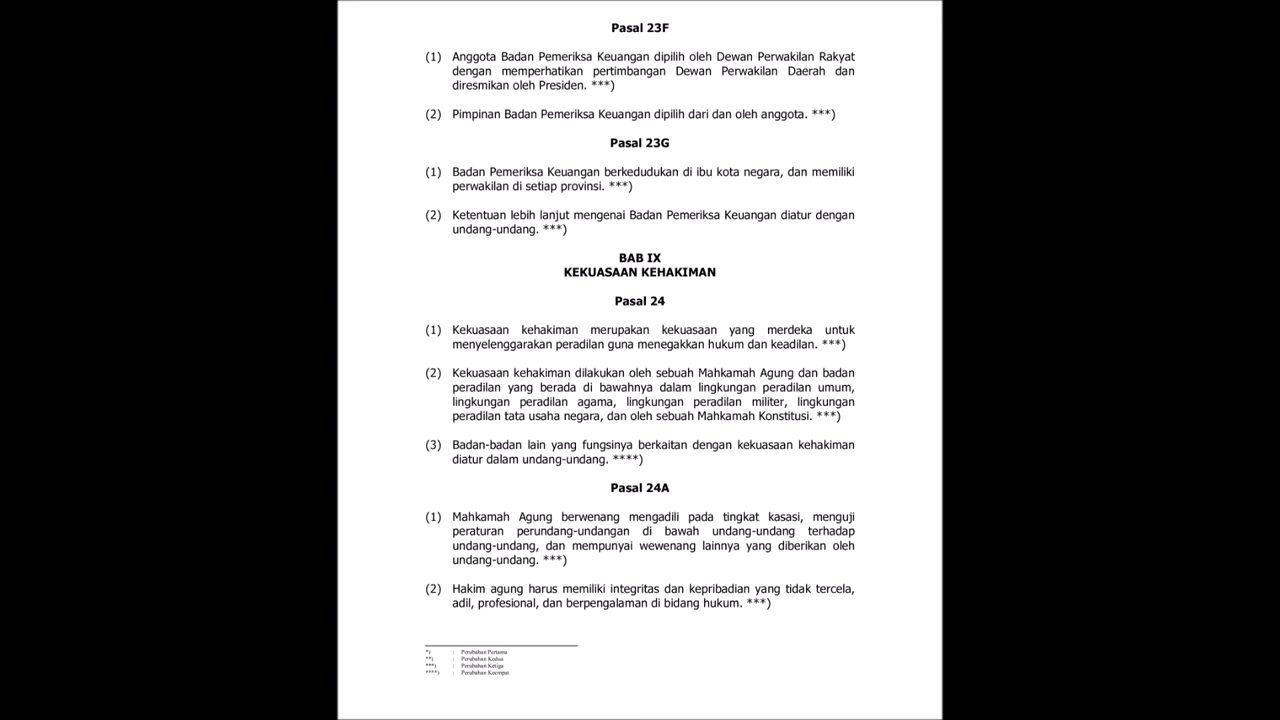 Pasal 23F
(1) Anggota Badan Pemeriksa Keuangan dipilih oleh Dewan Perwakilan Rakyat
dengan memperhatikan pertimbangan Dewan Perwakilan Daerah dan
diresmikan oleh Presiden. ***)
(2) Pimpinan Badan Pemeriksa Keuangan dipilih dari dan oleh anggota. ***)
Pasal 23G
(1) Badan Pemeriksa Keuangan berkedudukan di ibu kota negara, dan memiliki
perwakilan di setiap provinsi. ***)
(2) Ketentuan lebih lanjut mengenai Badan Pemeriksa Keuangan diatur dengan
undang-undang. ***)
BAB IX
KEKUASAAN KEHAKIMAN
Pasal 24
(1) Kekuasaan kehakiman merupakan kekuasaan yang merdeka untuk
menyelenggarakan peradilan guna menegakkan hukum dan keadilan. ***)
(2) Kekuasaan kehakiman dilakukan oleh sebuah Mahkamah Agung dan badan
peradilan yang berada di bawahnya dalam lingkungan peradilan umum,
lingkungan peradilan agama, lingkungan peradilan militer, lingkungan
peradilan tata usaha negara, dan oleh sebuah Mahkamah Konstitusi. ***)
(3) Badan-badan lain yang fungsinya berkaitan dengan kekuasaan kehakiman
diatur dalam undang-undang. ****)
Pasal 24A
(1) Mahkamah Agung berwenang mengadili pada tingkat kasasi, menguji
peraturan perundang-undangan di bawah undang-undang terhadap
undang-undang, dan mempunyai wewenang lainnya yang diberikan oleh
undang-undang. ***)
(2) Hakim agung harus memiliki integritas dan kepribadian yang tidak tercela,
adil, profesional, dan berpengalaman di bidang hukum. ***)
*) : Perubahan Pertama
**) : Perubahan Kedua
***) : Perubahan Ketiga
****) : Perubahan Keempat